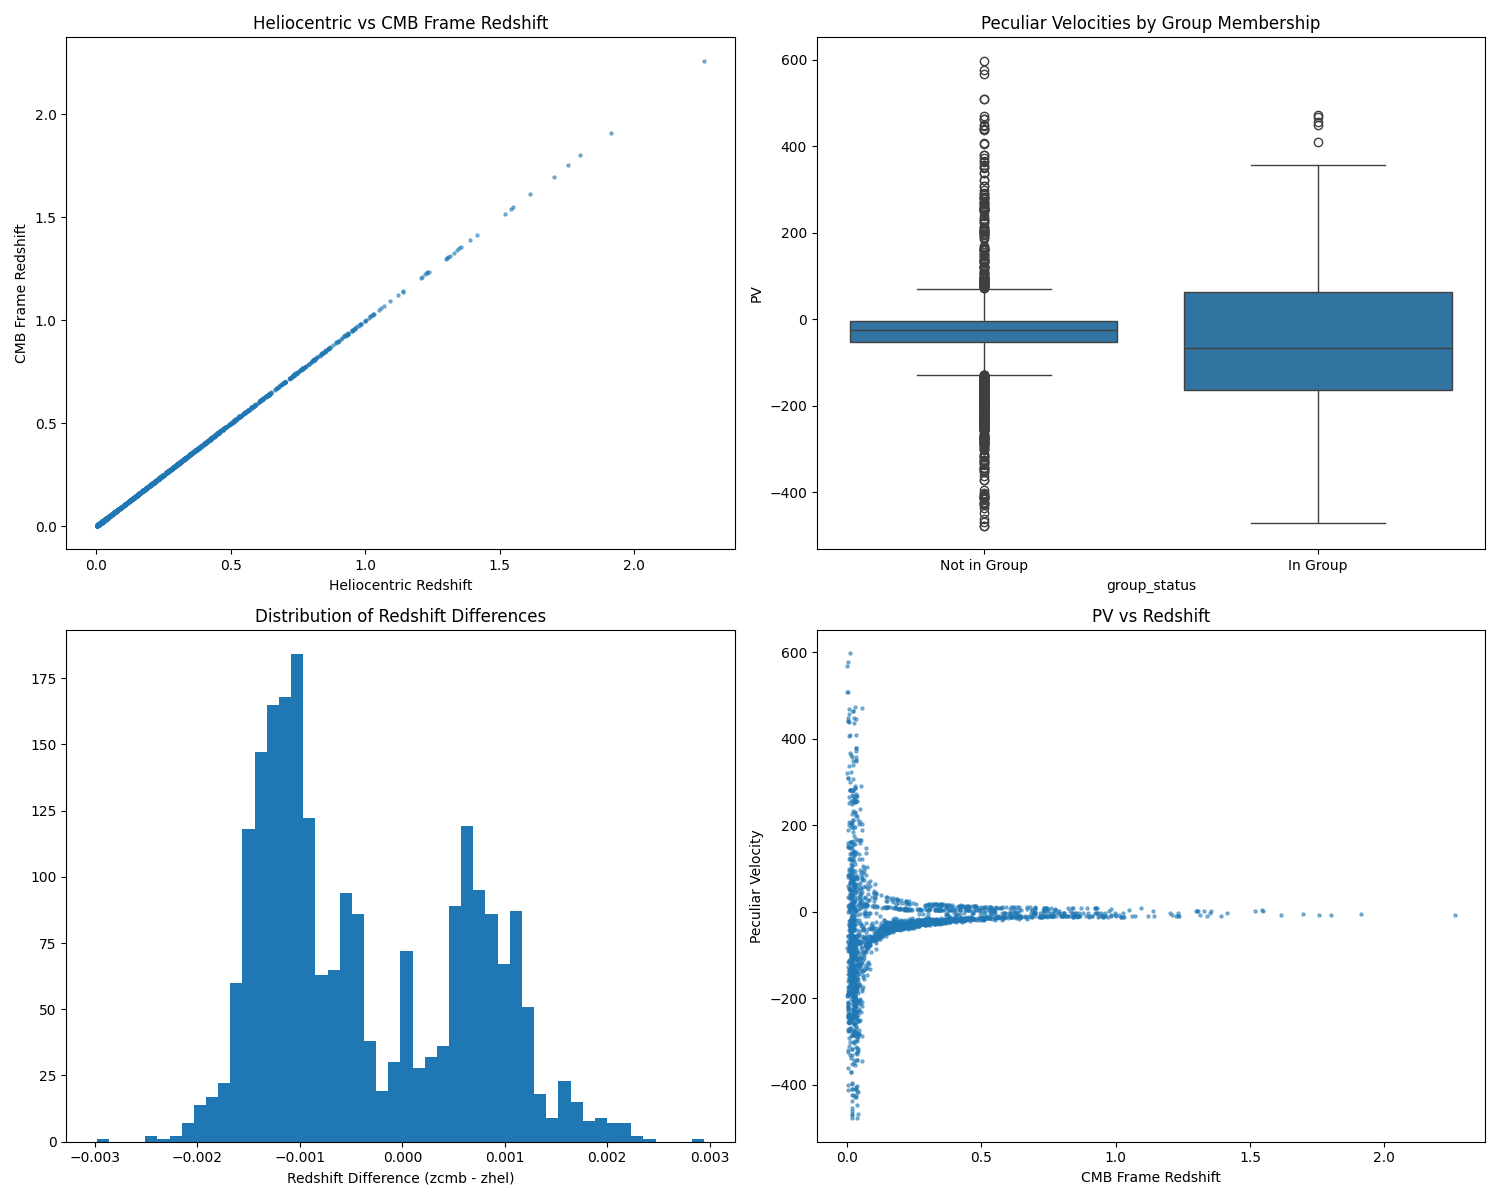 Heliocentric vs CMB Frame Redshift
CMB Frame Redshift
2.0
1.5
1.0
0.5
0.0
0.0 0.5 1.0 1.5 2.0
Heliocentric Redshift
Peculiar Velocities by Group Membership
PV
600
400
200
0
−200
−400
Not in Group In Group
group_status
Distribution of Redshift Differences
175
150
125
100
75
50
25
0
−0.003 −0.002 −0.001 0.000 0.001 0.002 0.003
Redshift Difference (zcmb - zhel)
PV vs Redshift
Peculiar Velocity
600
400
200
0
−200
−400
0.0 0.5 1.0 1.5 2.0
CMB Frame Redshift